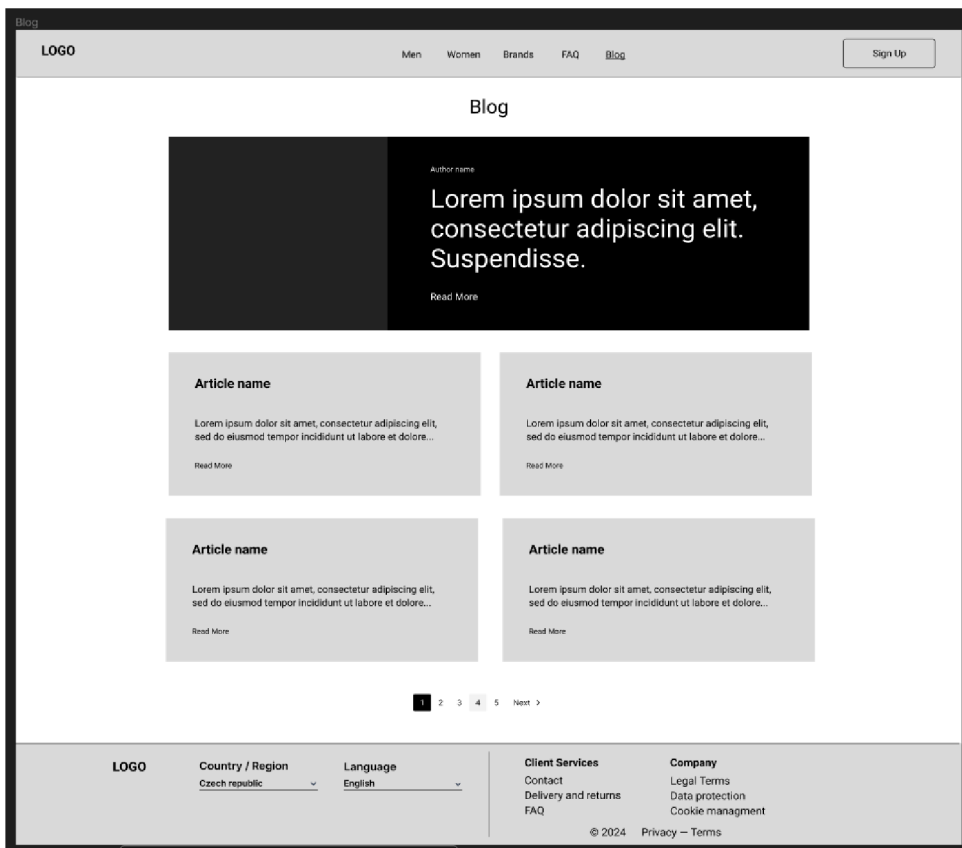 Blog
LOGO
Men Women Brands FAQ Blog
Sign Up
Blog
Author name
Lorem ipsum dolor sit amet,
consectetur adipiscing elit.
Suspendisse.
Read More
Article name
Lorem ipsum dolor sit amet, consectetur adipiscing elit,
sed do eiusmod tempor incididunt ut labore et dolore...
Read More
Article name
Lorem ipsum dolor sit amet, consectetur adipiscing elit,
sed do eiusmod tempor incididunt ut labore et dolore...
Read More
Article name
Lorem ipsum dolor sit amet, consectetur adipiscing elit,
sed do eiusmod tempor incididunt ut labore et dolore...
Read More
Article name
Lorem ipsum dolor sit amet, consectetur adipiscing elit,
sed do eiusmod tempor incididunt ut labore et dolore...
Read More
1 2 3 4 5 Next >
LOGO
Country / Region
Czech republic
Language
English
Client Services
Contact
Delivery and returns
FAQ
Company
Legal Terms
Data protection
Cookie managment
© 2024 Privacy — Terms